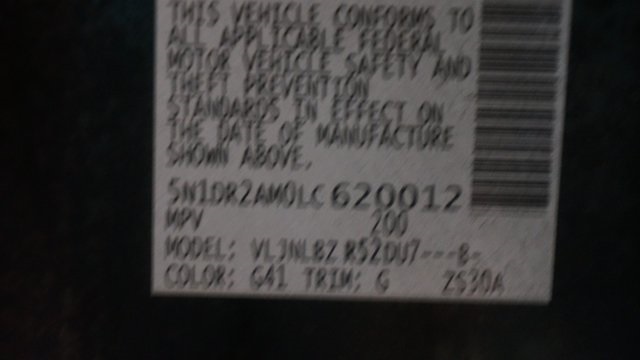 THIS VEHICLE CONFORMS TO
ALL APPLICABLE FEDERAL
MOTOR VEHICLE SAFETY AND
THEFT PREVENTION
STANDARDS IN EFFECT ON
THE DATE OF MANUFACTURE
SHOWN ABOVE.
5N1DR2AM0LC620012
MPV 200
MODEL: VLJNLBZ R52DU7---B-
COLOR: G41 TRIM: G ZS30A